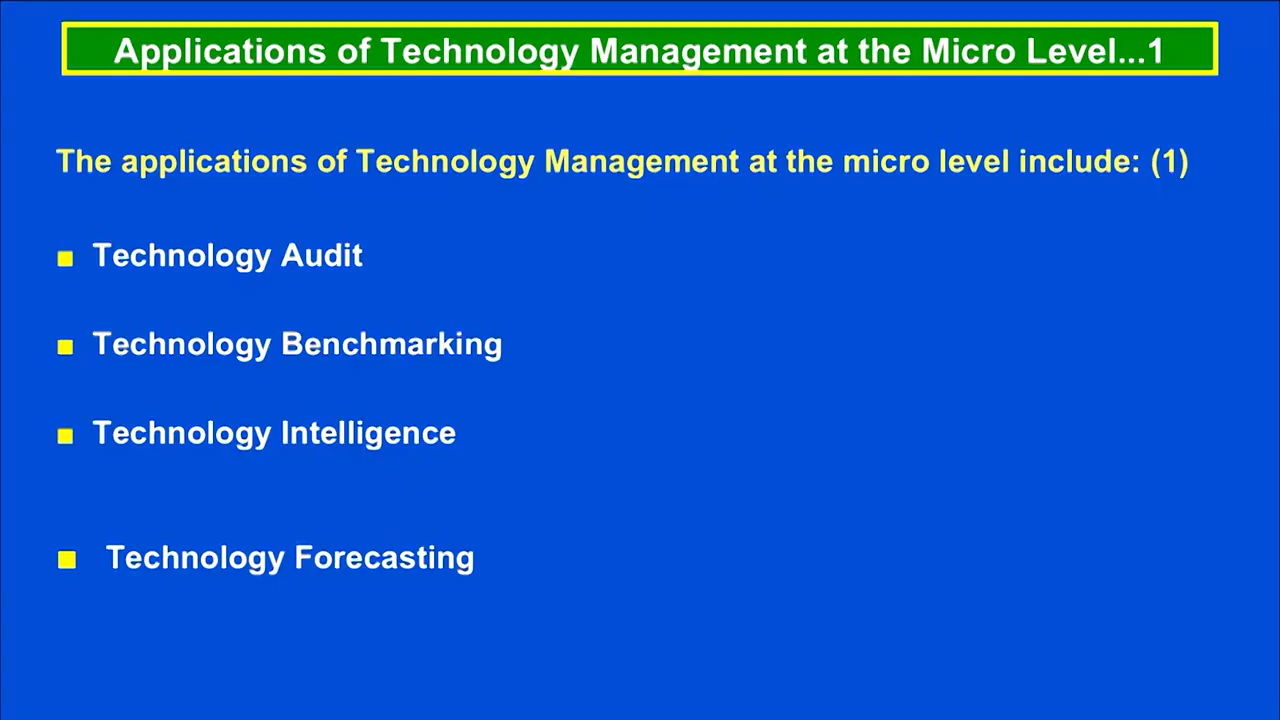 Applications of Technology Management at the Micro Level...1
The applications of Technology Management at the micro level include: (1)
Technology Audit
Technology Benchmarking
Technology Intelligence
Technology Forecasting